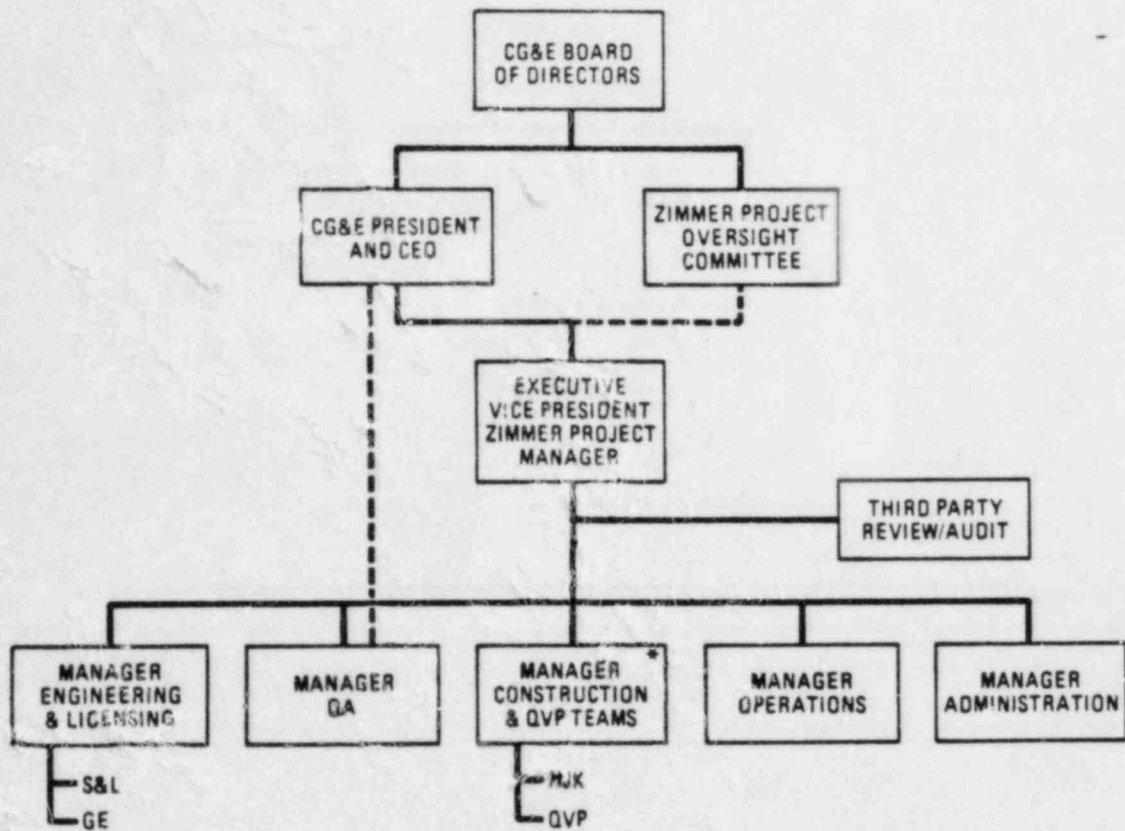 CG&E BOARD
OF DIRECTORS
CG&E PRESIDENT
AND CEO
ZIMMER PROJECT
OVERSIGHT
COMMITTEE
EXECUTIVE
VICE PRESIDENT
ZIMMER PROJECT
MANAGER
THIRD PARTY
REVIEW/AUDIT
MANAGER
ENGINEERING
& LICENSING
MANAGER
QA
*
MANAGER
CONSTRUCTION
& QVP TEAMS
MANAGER
OPERATIONS
MANAGER
ADMINISTRATION
S&L
GE
MJK
QVP